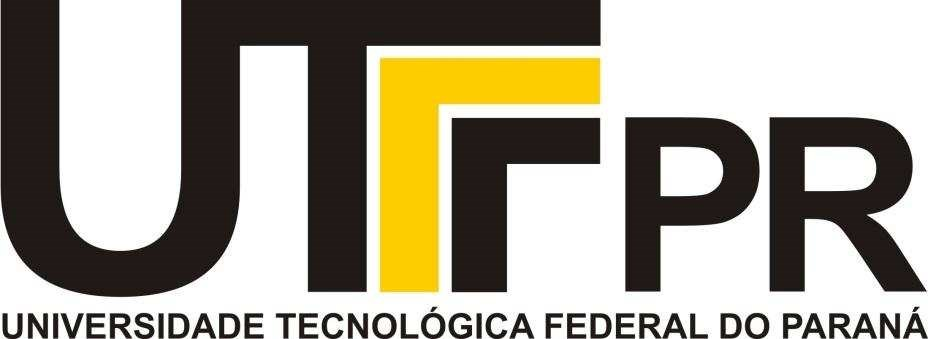 UTFPR
UNIVERSIDADE TECNOLÓGICA FEDERAL DO PARANÁ